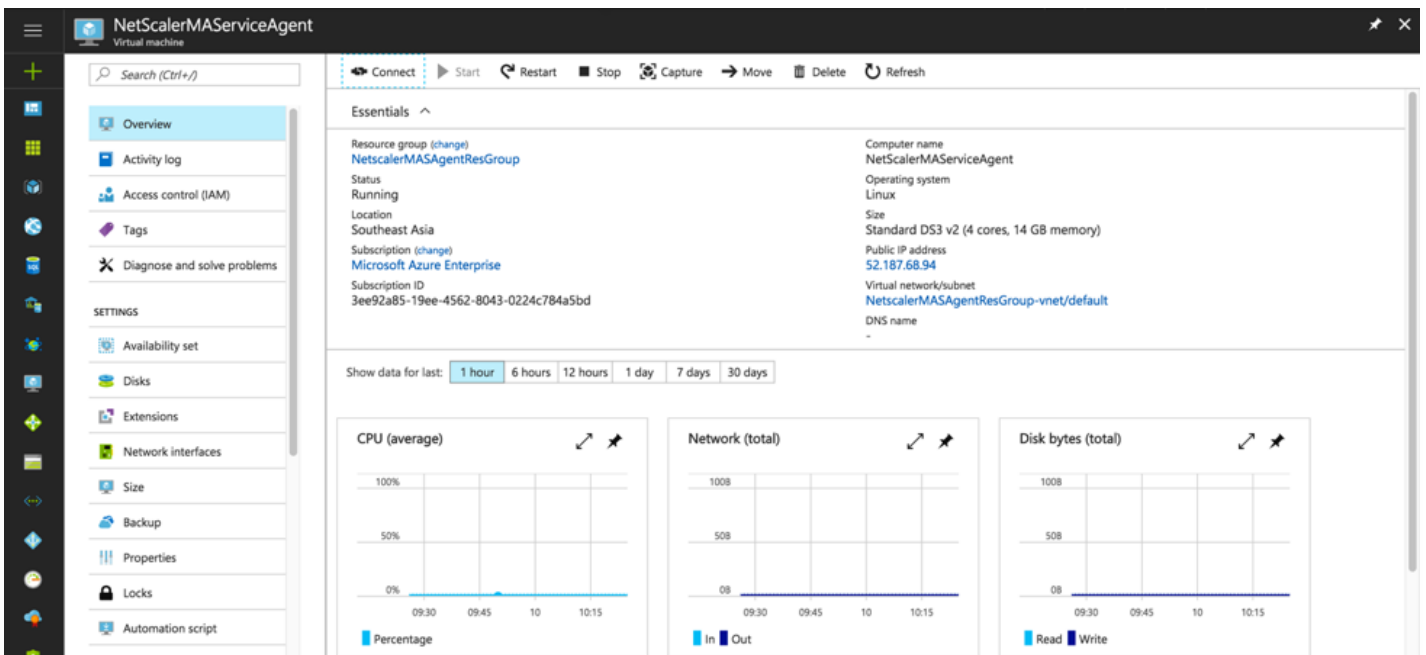 NetScalerMAServiceAgent
Virtual machine
Search (Ctrl+/)
Overview
Activity log
Access control (IAM)
Tags
Diagnose and solve problems
SETTINGS
Availability set
Disks
Extensions
Network interfaces
Size
Backup
Properties
Locks
Automation script
Connect Start Restart Stop Capture Move Delete Refresh
Essentials
Resource group (change)
NetscalerMASAgentResGroup
Status
Running
Location
Southeast Asia
Subscription (change)
Microsoft Azure Enterprise
Subscription ID
3ee92a85-19ee-4562-8043-0224c784a5bd
Computer name
NetScalerMAServiceAgent
Operating system
Linux
Size
Standard DS3 v2 (4 cores, 14 GB memory)
Public IP address
52.187.68.94
Virtual network/subnet
NetscalerMASAgentResGroup-vnet/default
DNS name
-
Show data for last: 1 hour 6 hours 12 hours 1 day 7 days 30 days
CPU (average)
100%
50%
0%
09:30 09:45 10 10:15
Percentage
Network (total)
100B
50B
0B
09:30 09:45 10 10:15
In Out
Disk bytes (total)
100B
50B
0B
09:30 09:45 10 10:15
Read Write